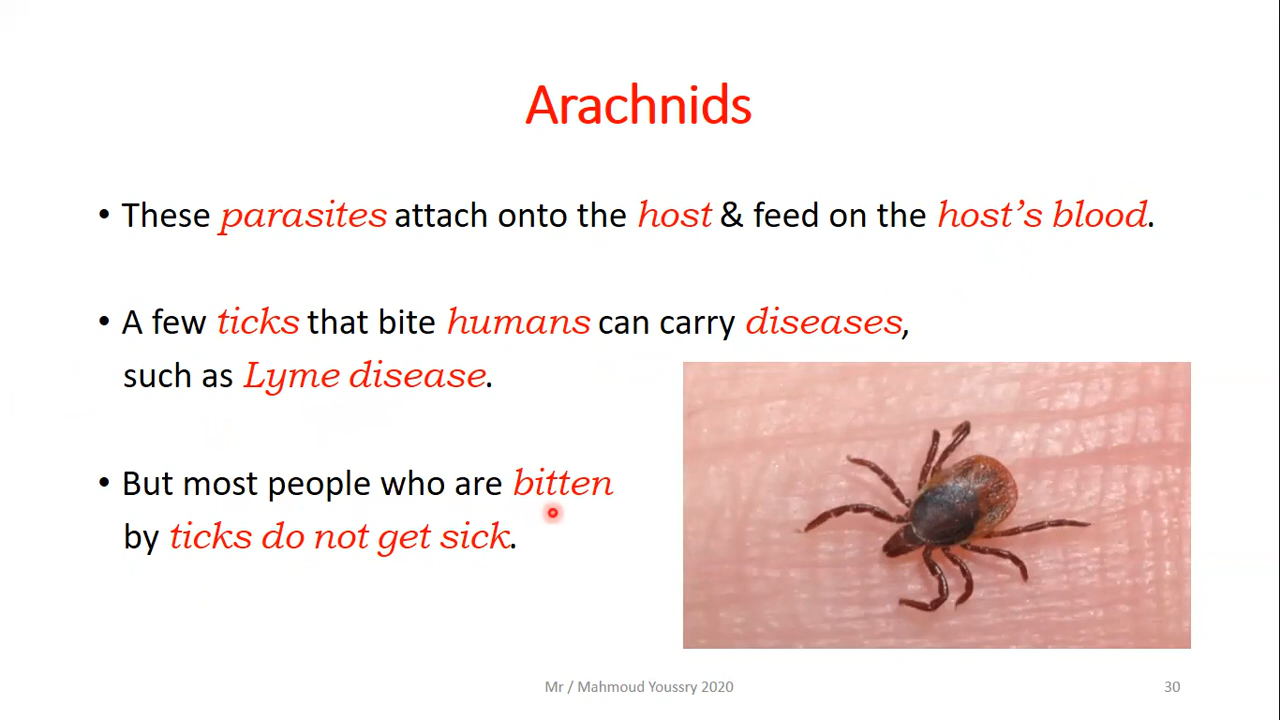 Arachnids
• These parasites attach onto the host & feed on the host’s blood.
• A few ticks that bite humans can carry diseases,
such as Lyme disease.
• But most people who are bitten
by ticks do not get sick.
Mr / Mahmoud Youssry 2020
30